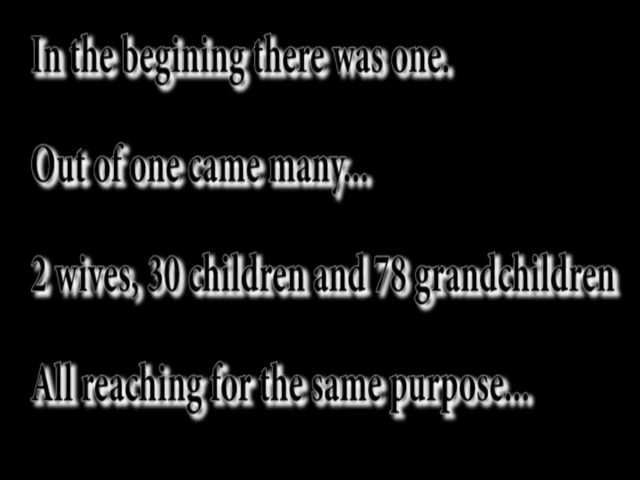 In the begining there was one.
Out of one came many...
2 wives, 30 children and 78 grandchildren
All reaching for the same purpose...